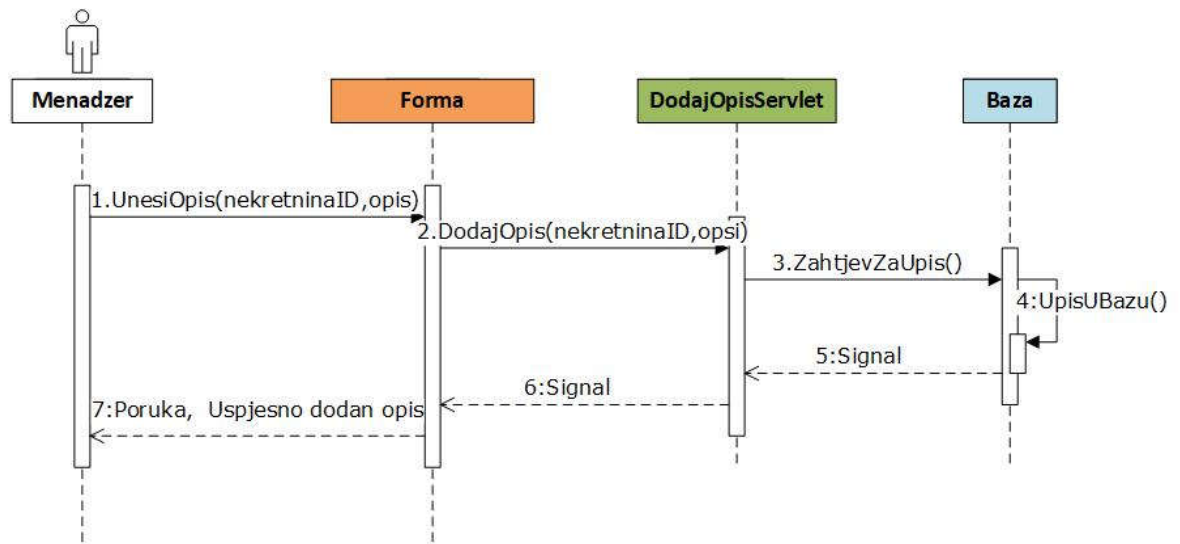 Menadzer
Forma
DodajOpisServlet
Baza
1.UnesiOpis(nekretninaID,opis)
2.DodajOpis(nekretninaID,opsi)
3.ZahtjevZaUpis()
4:UpisUBazu()
5:Signal
6:Signal
7:Poruka, Uspjesno dodan opis